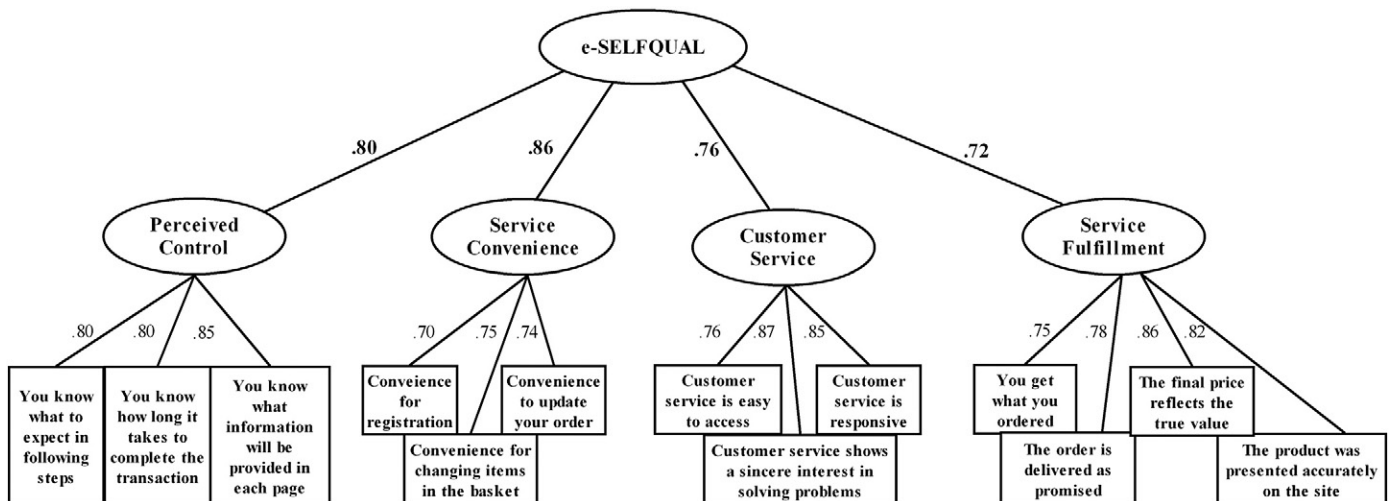 e-SELFQUAL
.80
.86
.76
.72
Perceived
Control
Service
Convenience
Customer
Service
Service
Fulfillment
.80
.80
.85
.70
.75
.74
.76
.87
.85
.75
.78
.86
.82
You know
what to
expect in
following
steps
You know
how long it
takes to
complete the
transaction
You know
what
information
will be
provided in
each page
Conveience
for
registration
Convenience for
changing items
in the basket
Convenience
to update
your order
Customer
service is easy
to access
Customer service shows
a sincere interest in
solving problems
Customer
service is
responsive
You get
what you
ordered
The order is
delivered as
promised
The final price
reflects the
true value
The product was
presented accurately
on the site